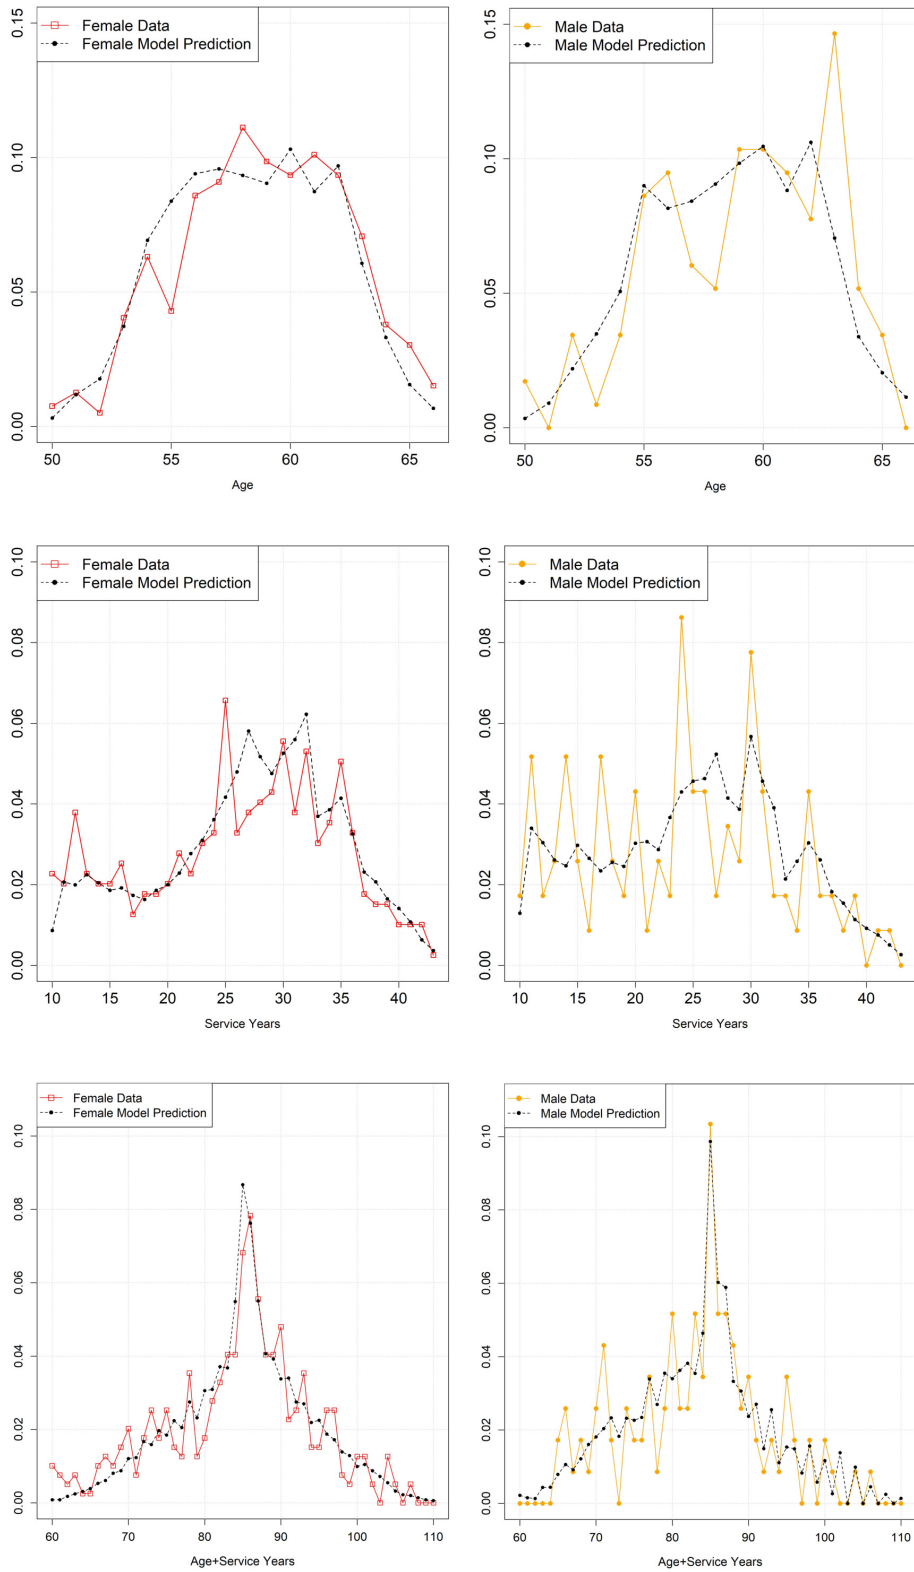 Female Data
Female Model Prediction
0.15
0.10
0.05
0.00
50 55 60 65
Age
Male Data
Male Model Prediction
0.15
0.10
0.05
0.00
50 55 60 65
Age
Female Data
Female Model Prediction
0.10
0.08
0.06
0.04
0.02
0.00
10 15 20 25 30 35 40
Service Years
Male Data
Male Model Prediction
0.10
0.08
0.06
0.04
0.02
0.00
10 15 20 25 30 35 40
Service Years
Female Data
Female Model Prediction
0.10
0.08
0.06
0.04
0.02
0.00
60 70 80 90 100 110
Age+Service Years
Male Data
Male Model Prediction
0.10
0.08
0.06
0.04
0.02
0.00
60 70 80 90 100 110
Age+Service Years